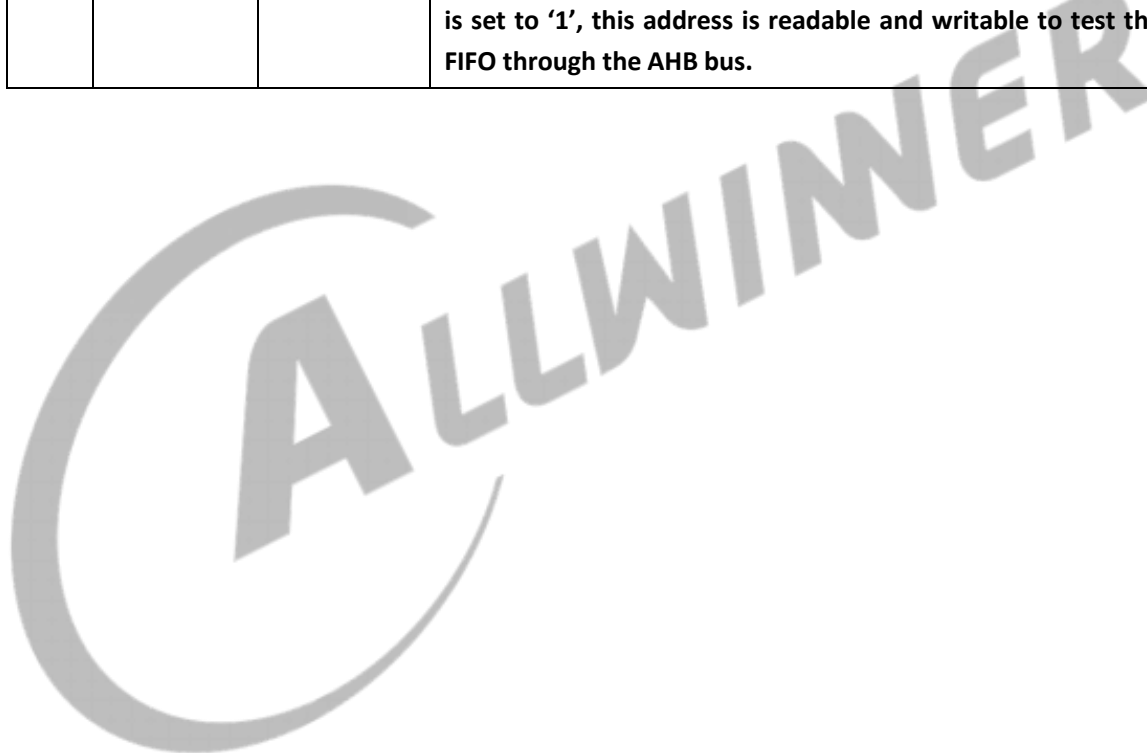 is set to ‘1’, this address is readable and writable to test th
FIFO through the AHB bus.
ALLWINNER